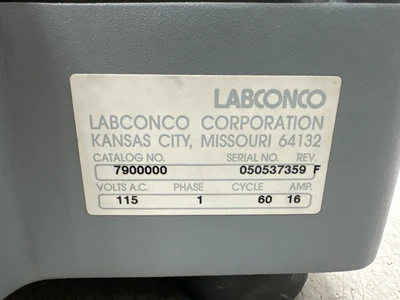 LABCONCO
LABCONCO CORPORATION
KANSAS CITY, MISSOURI 64132
CATALOG NO. SERIAL NO. REV.
7900000 050537359 F
VOLTS A.C. PHASE CYCLE AMP.
115 1 60 16